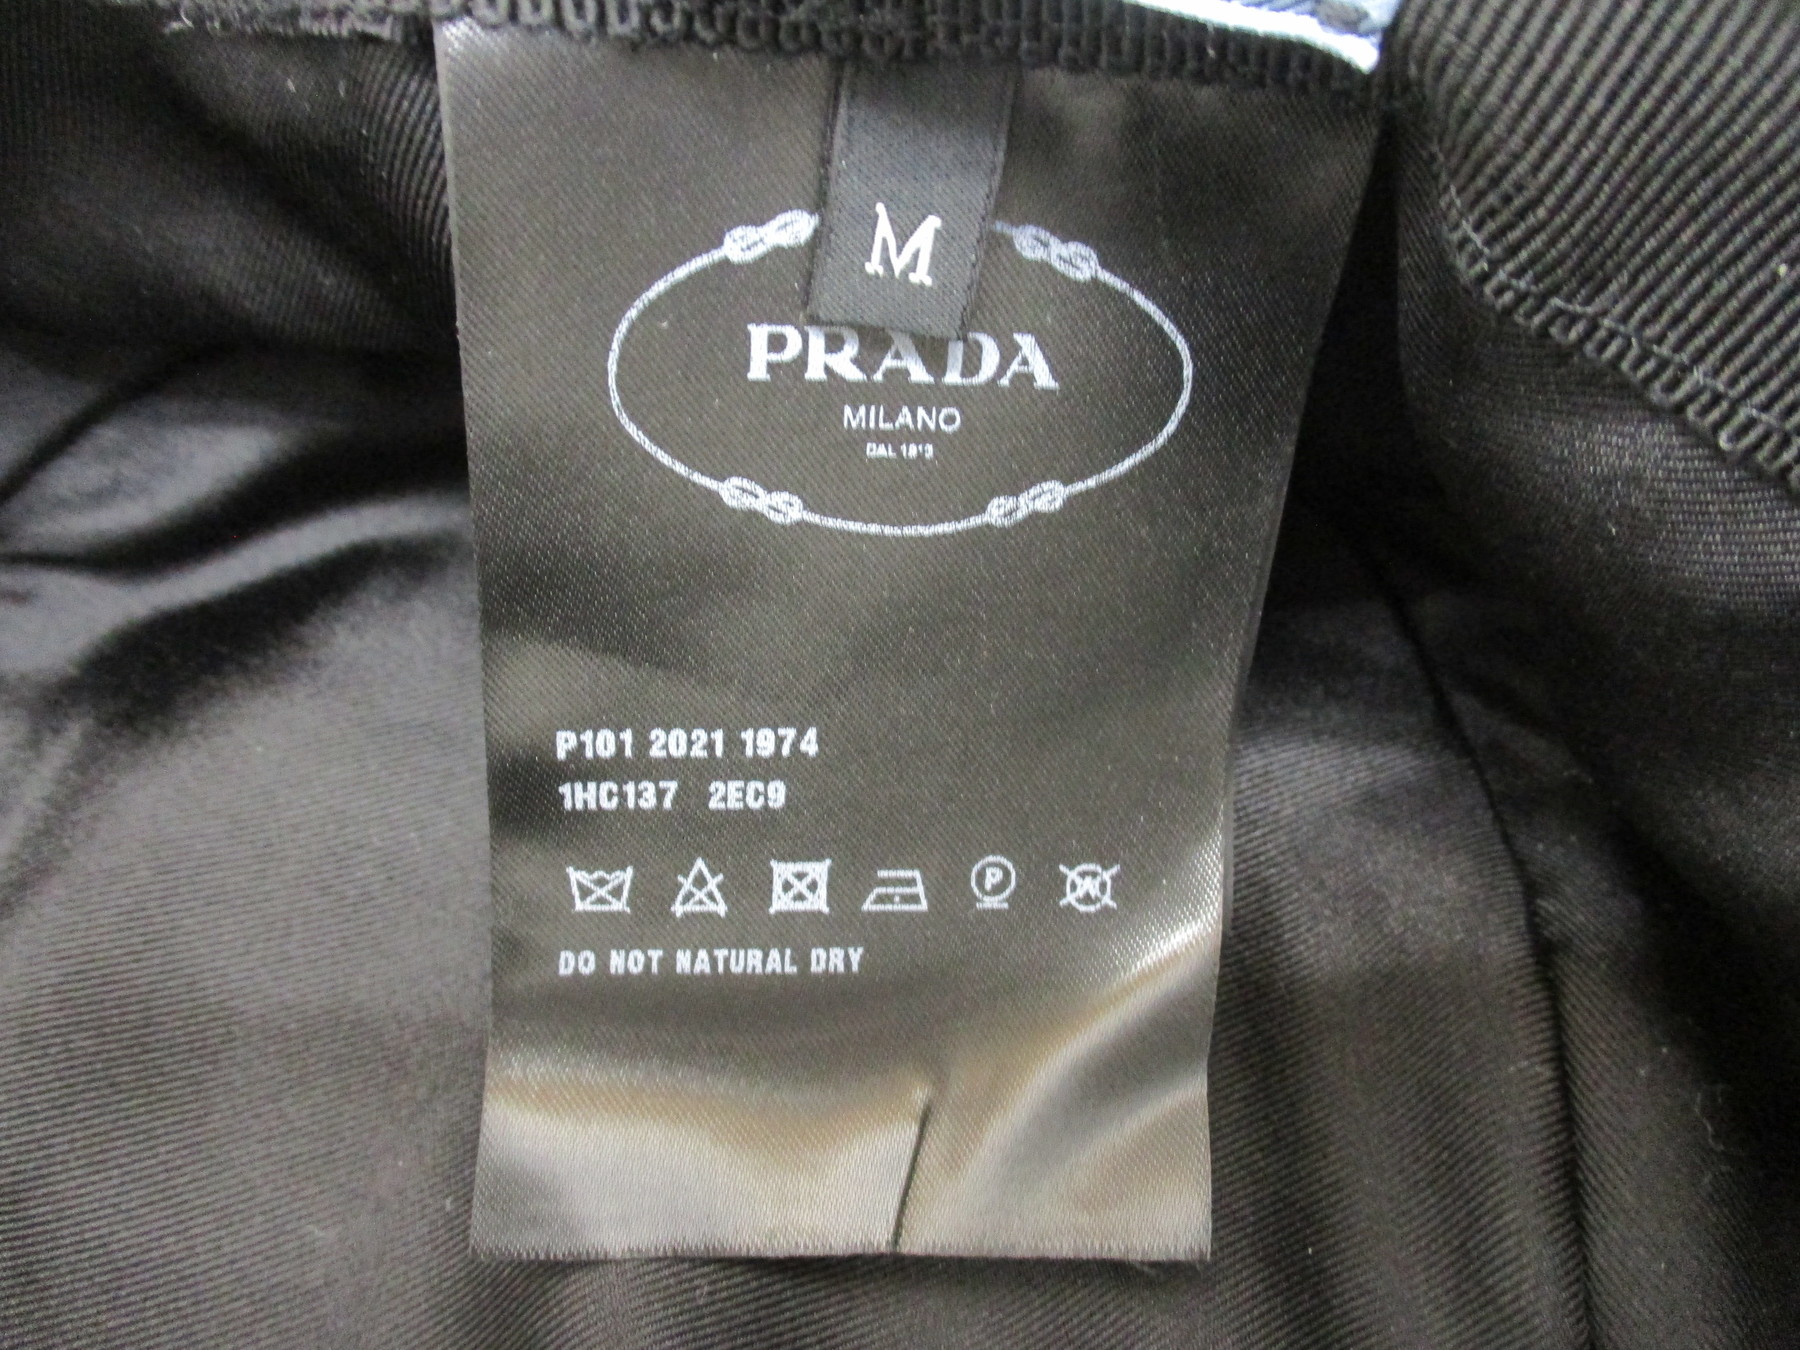 M
PRADA
MILANO
DAL 1913
P101 2021 1974
1HC137 2EC9
P
W
DO NOT NATURAL DRY